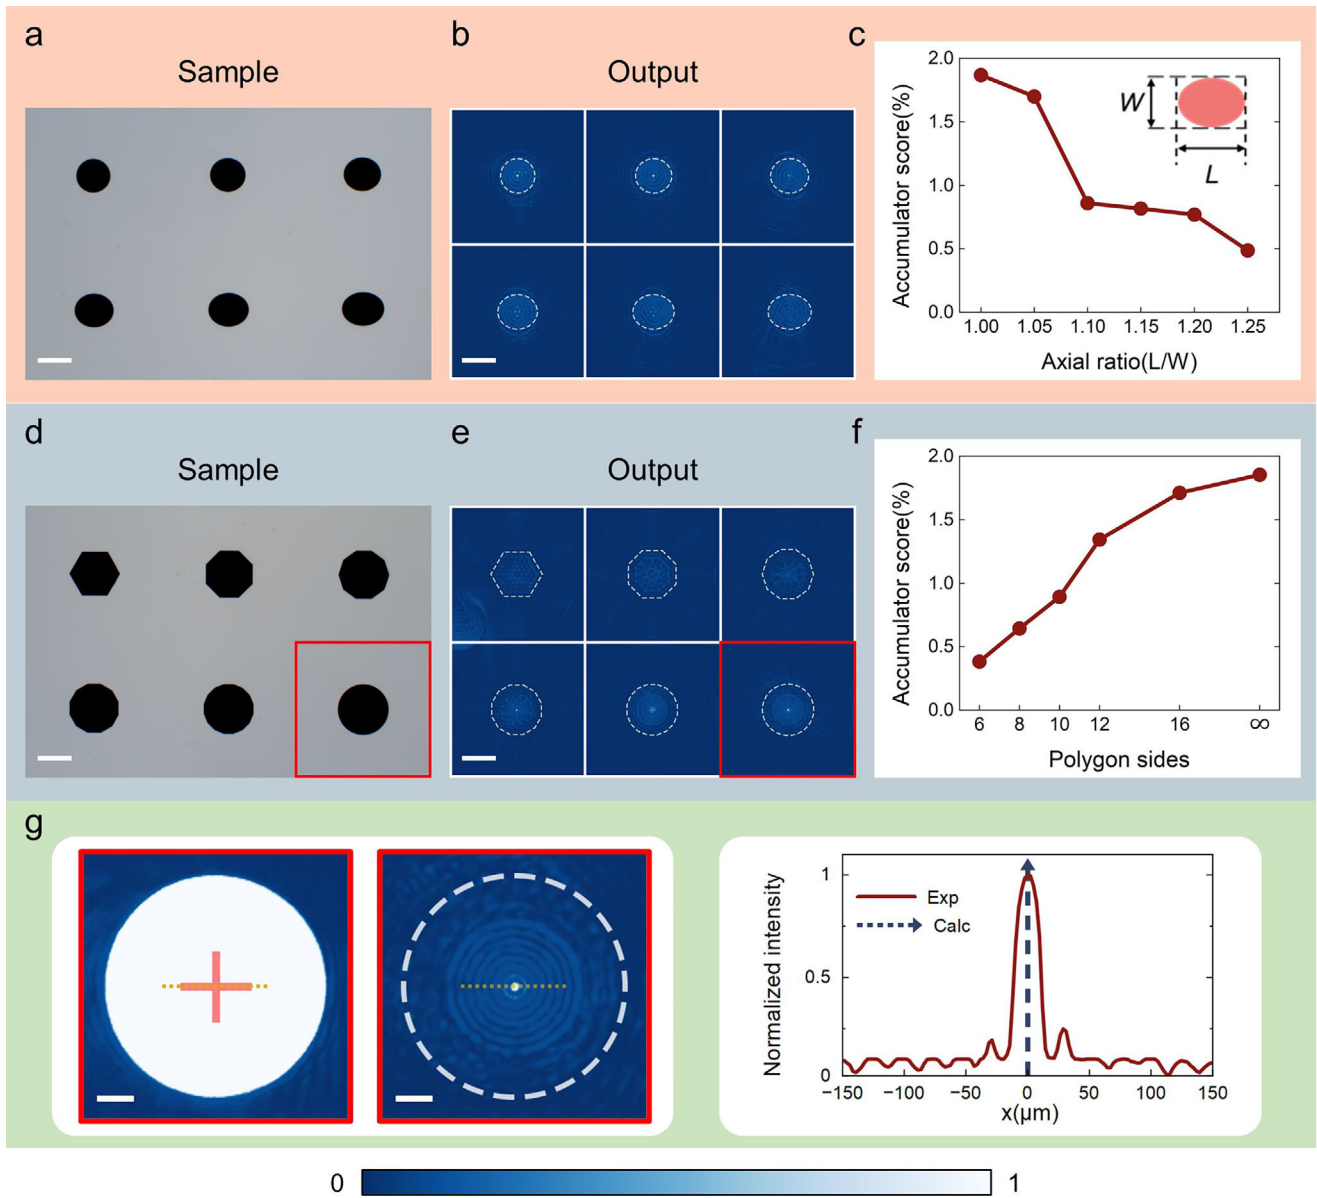 a
Sample
b
Output
c
Accumulator score(%)
2.0
1.5
1.0
0.5
0.0
W
L
1.00 1.05 1.10 1.15 1.20 1.25
Axial ratio(L/W)
d
Sample
e
Output
f
Accumulator score(%)
2.0
1.5
1.0
0.5
0.0
6 8 10 12 16 ∞
Polygon sides
g
Normalized intensity
1
0.5
0
Exp
Calc
−150 −100 −50 0 50 100 150
x(μm)
0 1